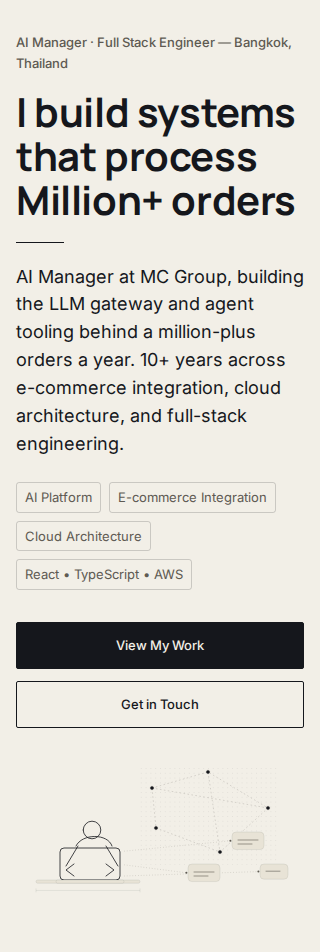 AI Manager · Full Stack Engineer — Bangkok,
Thailand
I build systems
that process
Million+ orders
AI Manager at MC Group, building
the LLM gateway and agent
tooling behind a million-plus
orders a year. 10+ years across
e-commerce integration, cloud
architecture, and full-stack
engineering.
AI Platform
E-commerce Integration
Cloud Architecture
React • TypeScript • AWS
View My Work
Get in Touch